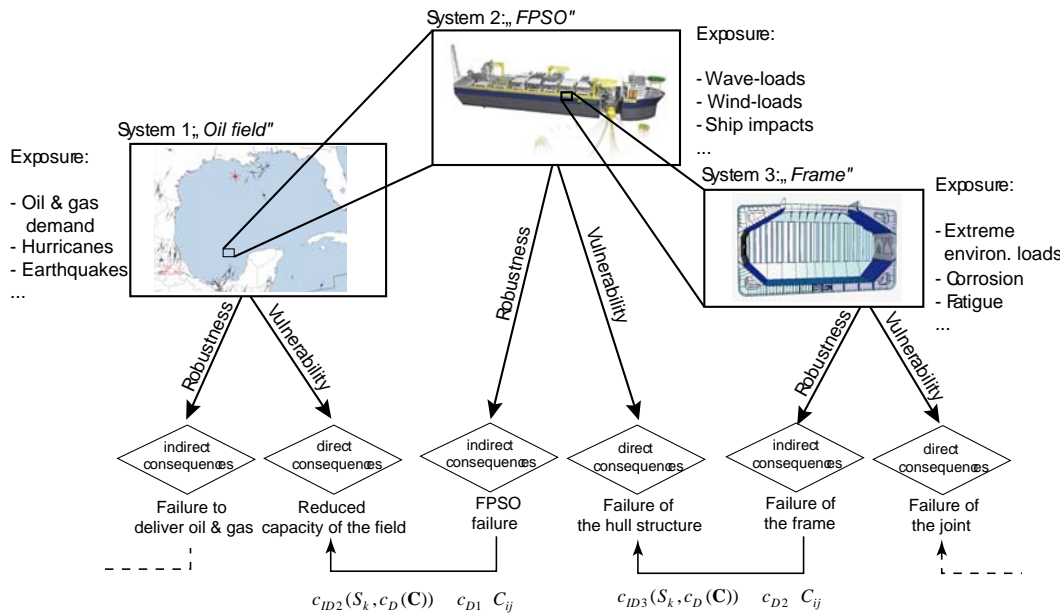 System 2:„ FPSO"
Exposure:
- Wave-loads
- Wind-loads
- Ship impacts
...
System 1:„ Oil field"
Exposure:
- Oil & gas
demand
- Hurricanes
- Earthquakes
...
System 3:„ Frame"
Exposure:
- Extreme
environ. loads
- Corrosion
- Fatigue
...
Robustness
Vulnerability
Robustness
Vulnerability
Robustness
Vulnerability
indirect
consequences
direct
consequences
indirect
consequences
direct
consequences
indirect
consequences
direct
consequences
Failure to
deliver oil & gas
Reduced
capacity of the field
FPSO
failure
Failure of
the hull structure
Failure of
the frame
Failure of
the joint
c_{ID2}(S_k, c_D(C)) c_{D1} C_{ij}
c_{ID3}(S_k, c_D(C)) c_{D2} C_{ij}